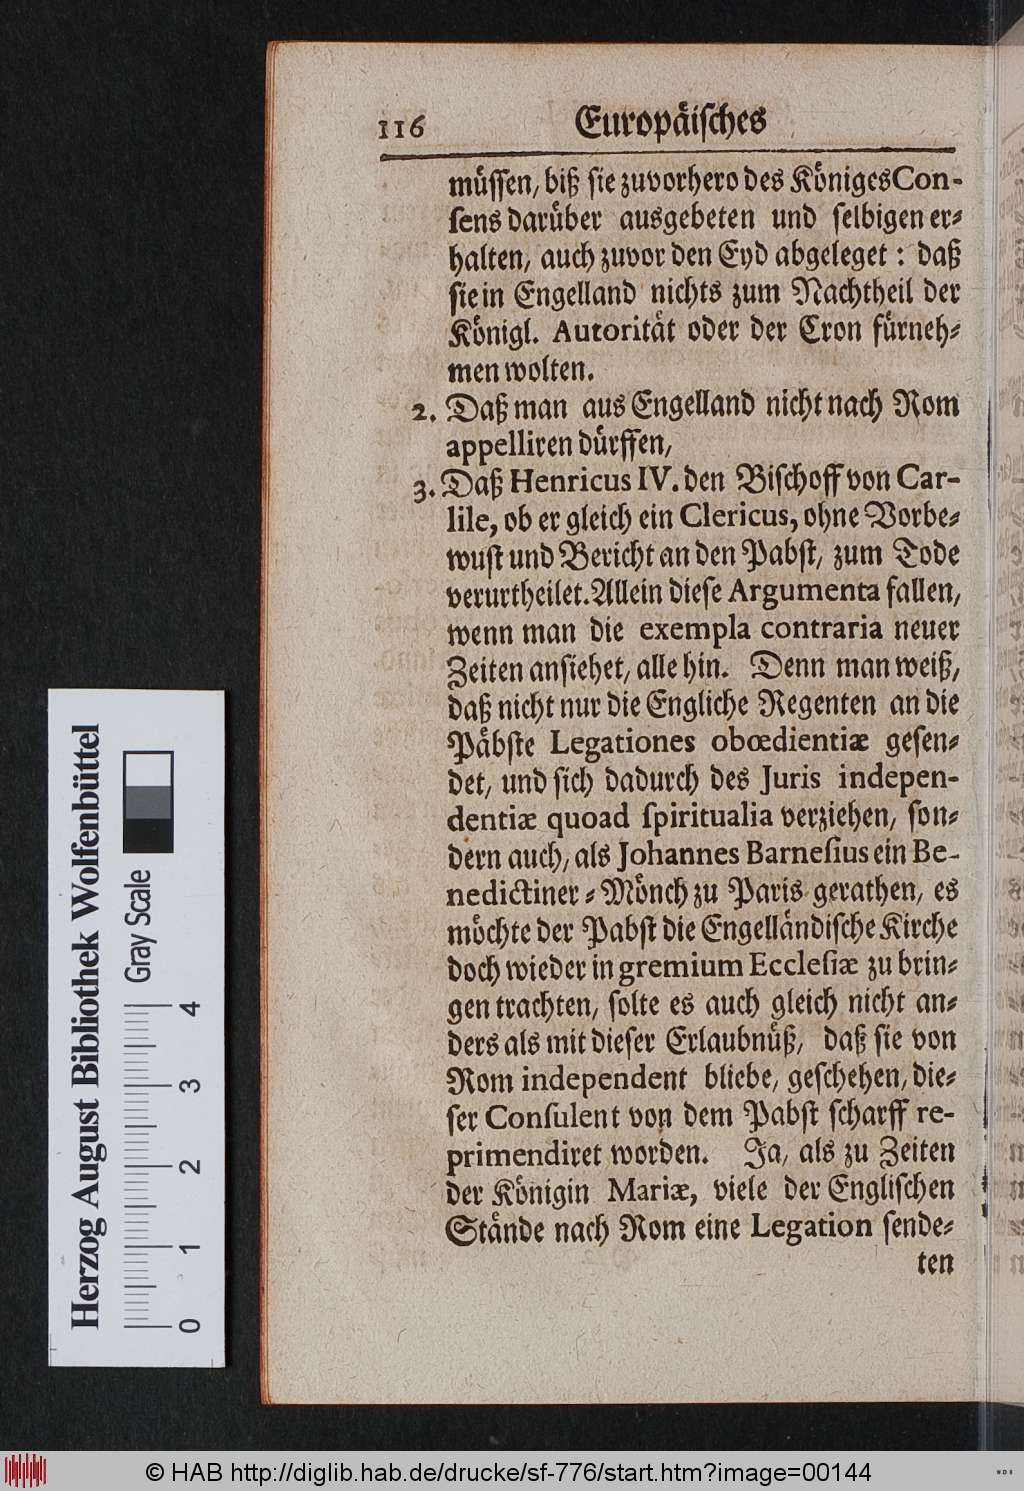 116 Europäiſches
müſſen, biß ſie zuvorhero des Königes Con-
ſens darüber ausgebeten und ſelbigen er-
halten, auch zuvor den Eyd abgeleget: daß
ſie in Engelland nichts zum Nachtheil der
Königl. Autorität oder der Cron fürneh-
men wolten.
2. Daß man aus Engelland nicht nach Rom
appelliren dürffen,
3. Daß Henricus IV. den Biſchoff von Car-
lile, ob er gleich ein Clericus, ohne Vorbe-
wuſt und Bericht an den Pabſt, zum Tode
verurtheilet. Allein dieſe Argumenta fallen,
wenn man die exempla contraria neuer
Zeiten anſiehet, alle hin. Denn man weiß,
daß nicht nur die Engliche Regenten an die
Päbſte Legationes obœdientiæ geſen-
det, und ſich dadurch des Juris indepen-
dentiæ quoad ſpiritualia verziehen, ſon-
dern auch, als Johannes Barneſius ein Be-
nedictiner-Mönch zu Paris gerathen, es
möchte der Pabſt die Engelländiſche Kirche
doch wieder in gremium Eccleſiæ zu brin-
gen trachten, ſolte es auch gleich nicht an-
ders als mit dieſer Erlaubnüß, daß ſie von
Rom independent bliebe, geſchehen, die-
ſer Conſulent von dem Pabſt ſcharff re-
primendiret worden. Ja, als zu Zeiten
der Königin Mariæ, viele der Engliſchen
Stände nach Rom eine Legation ſende-
ten
Herzog August Bibliothek Wolfenbüttel
Gray Scale
0 1 2 3 4
© HAB http://diglib.hab.de/drucke/sf-776/start.htm?image=00144